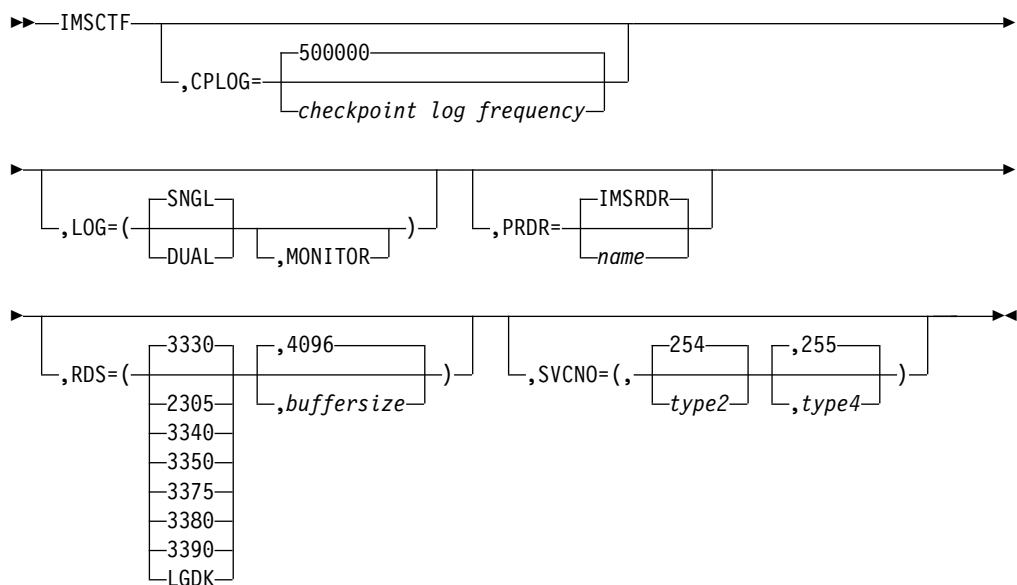 IMSCTF
500000
,CPLOG=
checkpoint log frequency
SNGL
,LOG=( )
DUAL ,MONITOR
IMSRDR
,PRDR=
name
3330 ,4096
,RDS=( )
2305 ,buffersize
3340
3350
3375
3380
3390
LGDK
254 ,255
,SVCNO=(, )
type2 ,type4